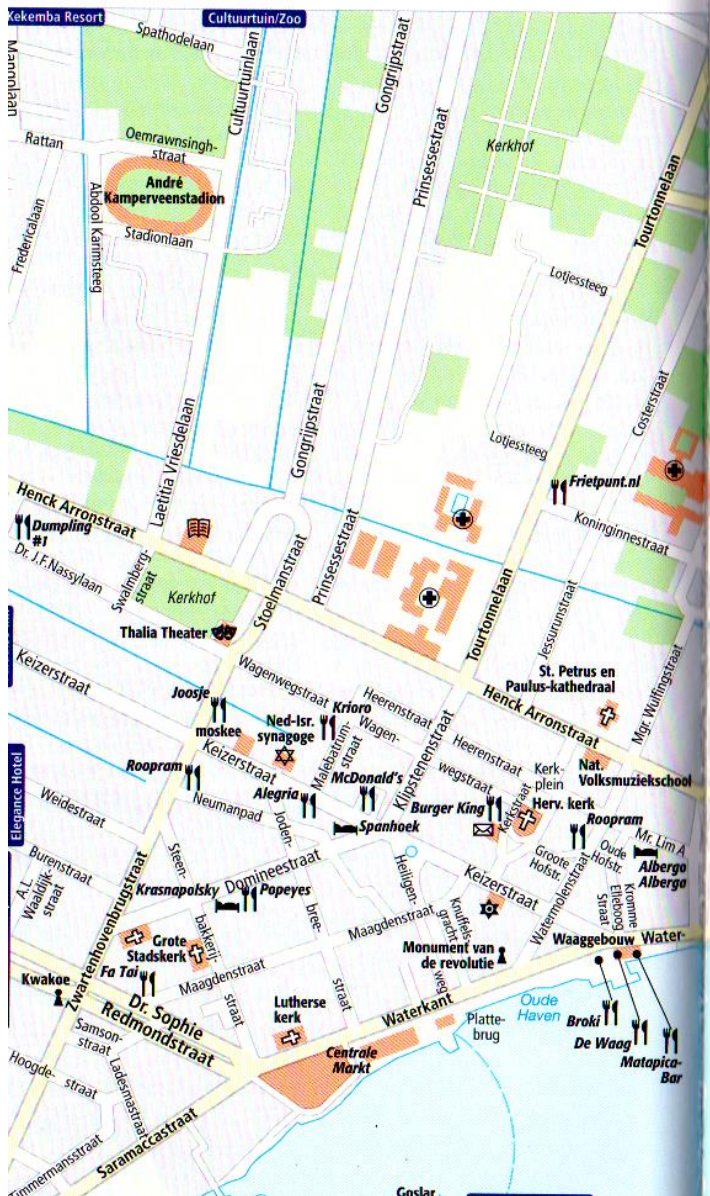 Kekemba Resort
Cultuurtuin/Zoo
Spathodelaan
Cultuurtuinlaan
Gongrijpstraat
Prinsessestraat
Kerkhof
Tourtonnelaan
Rattan
Oemrawnsingh-
straat
André
Kamperveenstadion
Abdool Karimsteeg
Stadionlaan
Fredericalaan
Lotjessteeg
Costerstraat
Gongrijpstraat
Laetitia Vriesdelaan
Lotjessteeg
Frietpunt.nl
Henck Arronstraat
Dumpling
#1
Dr. J.F.Nassylaan
Swalmberg-
straat
Kerkhof
Stoelmanstraat
Prinsessestraat
Koninginnestraat
Tourtonnelaan
Jessurunstraat
Thalia Theater
Keizerstraat
Wagenwegstraat
St. Petrus en
Paulus-kathedraal
Mgr. Wulfingstraat
Henck Arronstraat
Joosje
moskee
Ned-Isr.
synagoge
Krioro
Heerenstraat
Wagen-
wegstraat
Malebatrum-
straat
Klipstenenstraat
Heerenstraat
Kerk-
plein
Nat.
Volksmuziekschool
Roopram
Keizerstraat
Alegria
McDonald's
Burger King
Kerkstraat
Herv. kerk
Roopram
Elegance Hotel
Weidestraat
Neumanpad
Spanhoek
Groote
Hofstr.
Oude
Hofstr.
Mr. Lim A
Albergo
Albergo
Burenstraat
A.L.
Waaldijk-
straat
Steen-
bakkerij-
straat
Joden-
bree-
straat
Domineestraat
Heiligen-
weg
Keizerstraat
Krasnapolsky
Popeyes
Maagdenstraat
Knuffels-
gracht
Watermolenstraat
Kromme
Elleboog
Straat
Zwartenhovenbrugstraat
Grote
Stadskerk
Monument van
de revolutie
Waaggebouw
Water-
Fa Tai
Maagdenstraat
Kwakoe
Dr. Sophie
Redmondstraat
Lutherse
kerk
Waterkant
Platte-
brug
Oude
Haven
Broki
De Waag
Matapica-
Bar
Samson-
straat
Centrale
Markt
Hoogde-
straat
Ladesmastraat
Saramaccastraat
Timmermansstraat
Goslar